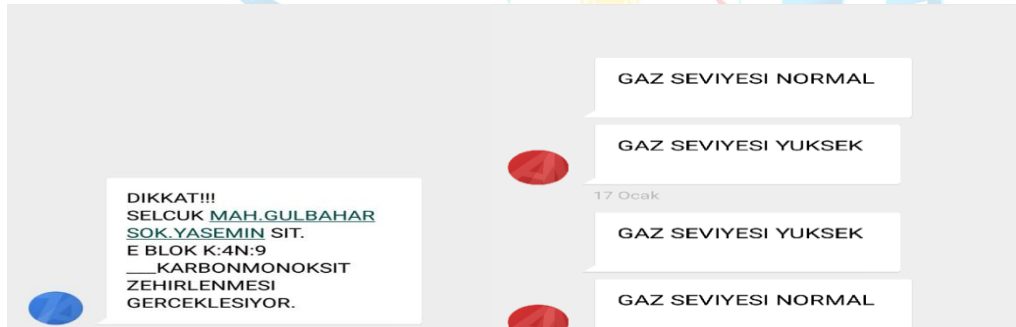 DIKKAT!!!
SELCUK MAH.GULBAHAR
SOK.YASEMIN SIT.
E BLOK K:4N:9
___KARBONMONOKSIT
ZEHIRLENMESI
GERCEKLESIYOR.
GAZ SEVIYESI NORMAL
GAZ SEVIYESI YUKSEK
17 Ocak
GAZ SEVIYESI YUKSEK
GAZ SEVIYESI NORMAL